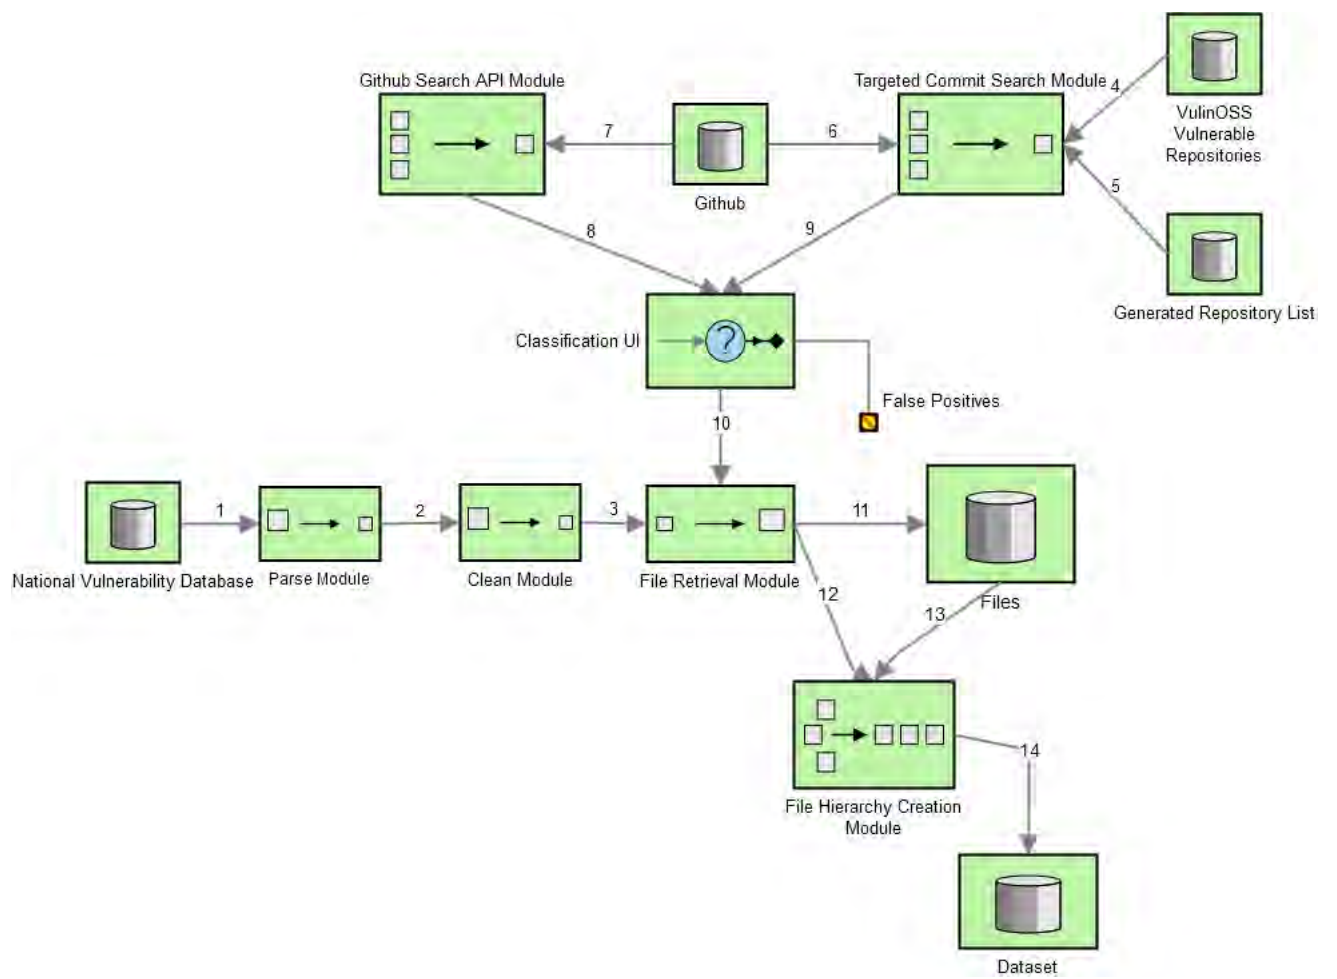 Github Search API Module
Targeted Commit Search Module
4
VulinOSS
Vulnerable
Repositories
7
6
Github
5
8
9
Generated Repository List
Classification UI
?
False Positives
10
1
2
3
11
National Vulnerability Database
Parse Module
Clean Module
File Retrieval Module
Files
12
13
14
File Hierarchy Creation
Module
Dataset